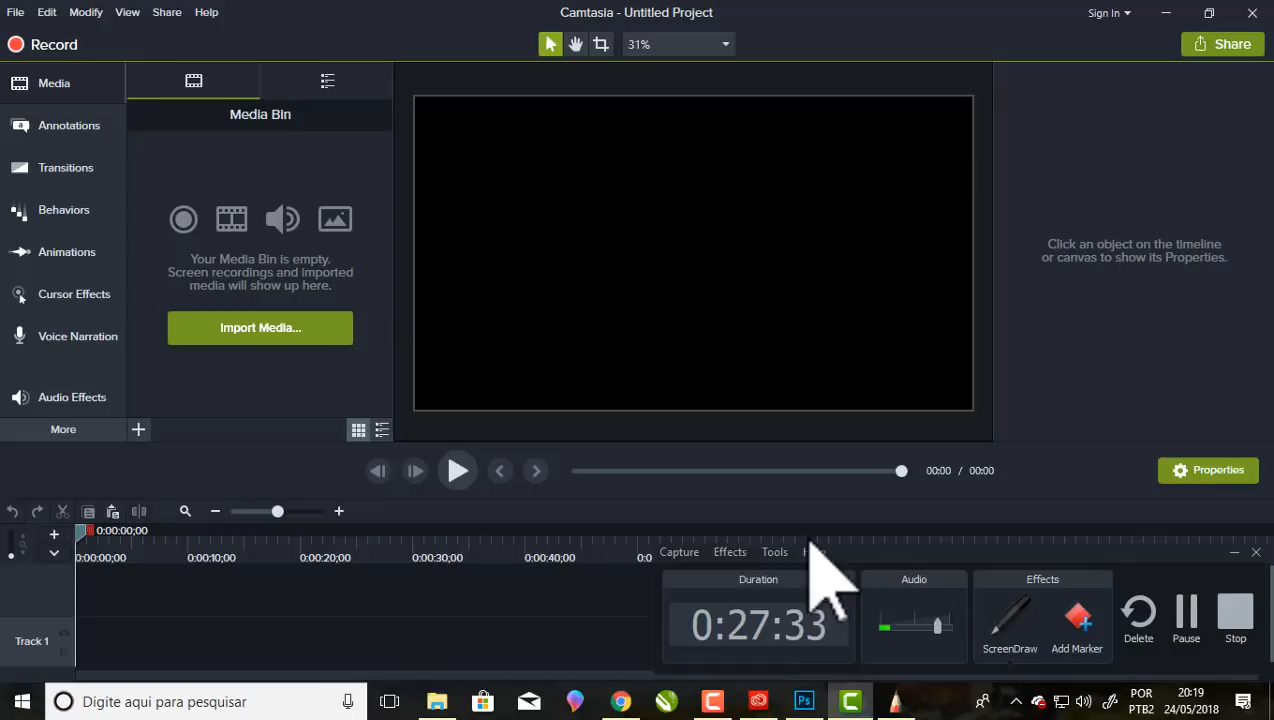 File Edit Modify View Share Help
Camtasia - Untitled Project
Sign In
Record
31%
Share
Media
Annotations
Transitions
Behaviors
Animations
Cursor Effects
Voice Narration
Audio Effects
More
Media Bin
Your Media Bin is empty.
Screen recordings and imported
media will show up here.
Import Media...
Click an object on the timeline
or canvas to show its Properties.
00:00 / 00:00
Properties
0:00:00;00
0:00:00;00 0:00:10;00 0:00:20;00 0:00:30;00 0:00:40;00
Track 1
Capture Effects Tools
Duration
0:27:33
Audio
Effects
ScreenDraw
Add Marker
Delete
Pause
Stop
Digite aqui para pesquisar
Ps
POR
PTB2
20:19
24/05/2018